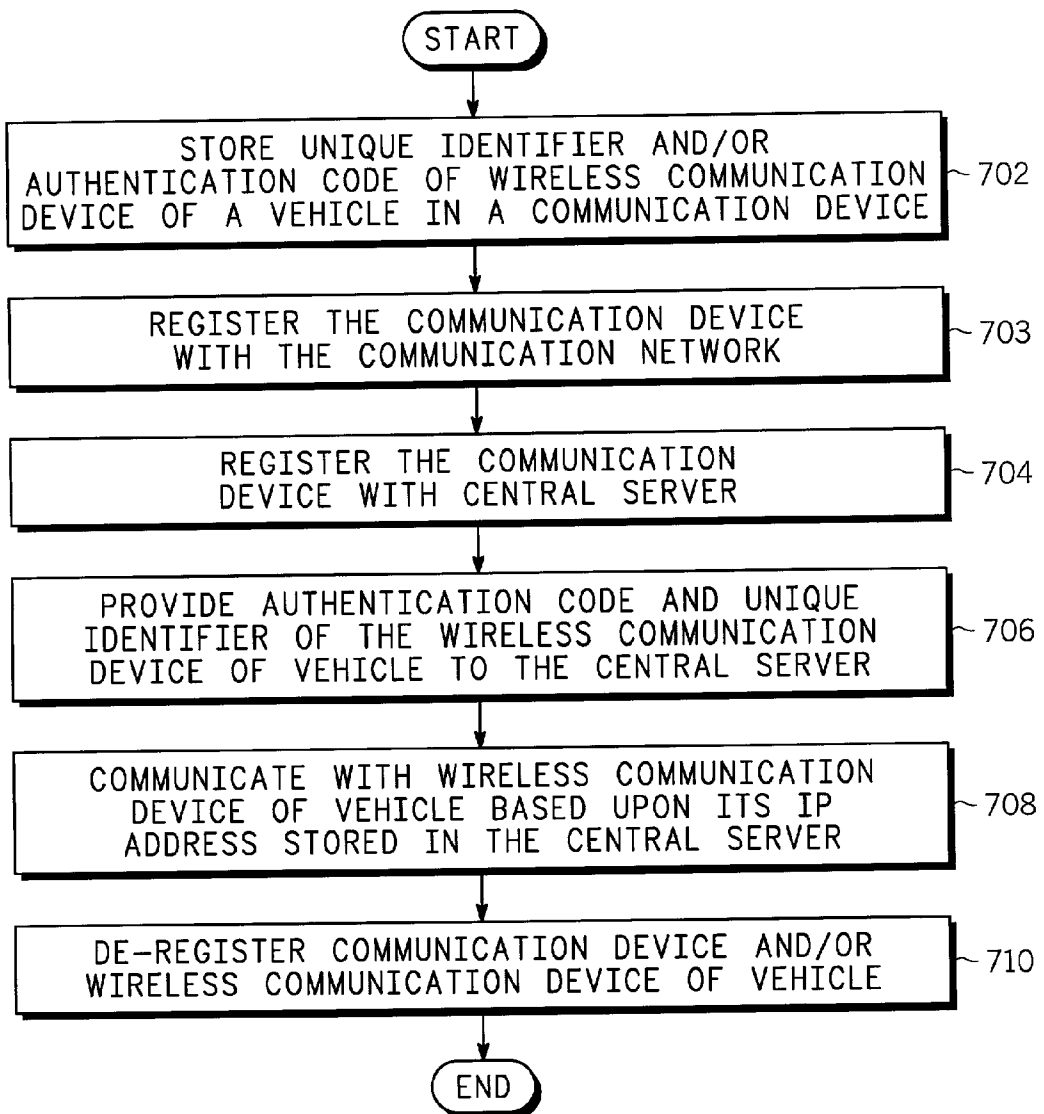 START
STORE UNIQUE IDENTIFIER AND/OR
AUTHENTICATION CODE OF WIRELESS COMMUNICATION
DEVICE OF A VEHICLE IN A COMMUNICATION DEVICE
702
REGISTER THE COMMUNICATION DEVICE
WITH THE COMMUNICATION NETWORK
703
REGISTER THE COMMUNICATION
DEVICE WITH CENTRAL SERVER
704
PROVIDE AUTHENTICATION CODE AND UNIQUE
IDENTIFIER OF THE WIRELESS COMMUNICATION
DEVICE OF VEHICLE TO THE CENTRAL SERVER
706
COMMUNICATE WITH WIRELESS COMMUNICATION
DEVICE OF VEHICLE BASED UPON ITS IP
ADDRESS STORED IN THE CENTRAL SERVER
708
DE-REGISTER COMMUNICATION DEVICE AND/OR
WIRELESS COMMUNICATION DEVICE OF VEHICLE
710
END